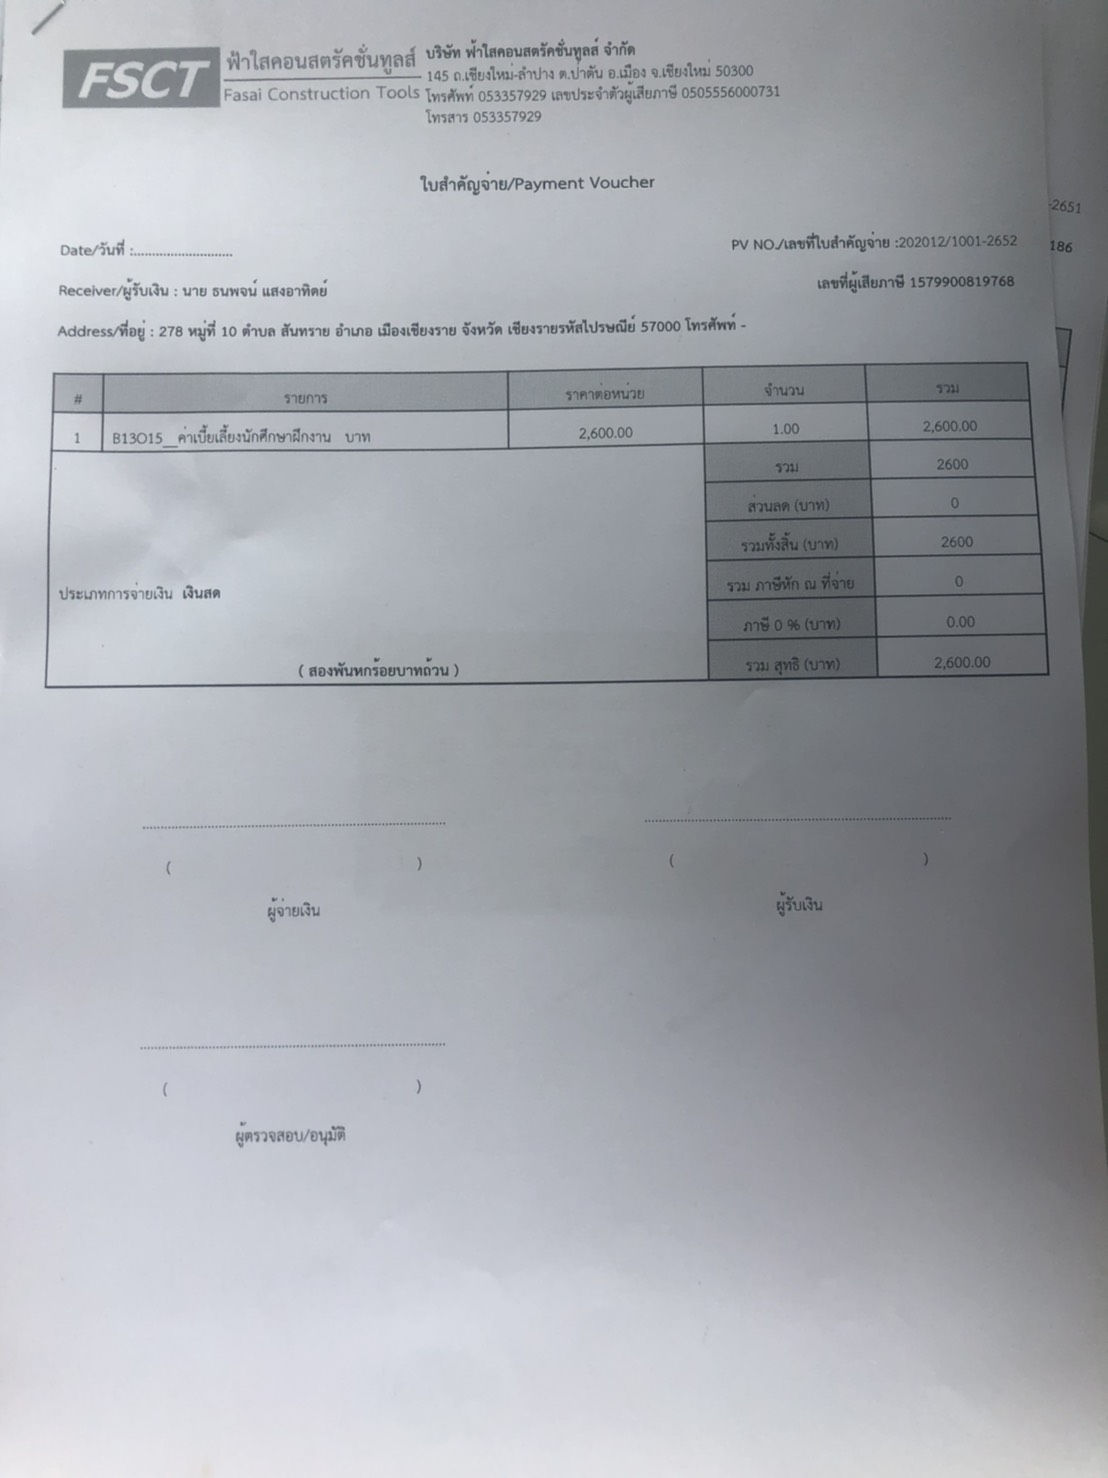 FSCT
ฟ้าใสคอนสตรัคชั่นทูลส์
Fasai Construction Tools
บริษัท ฟ้าใสคอนสตรัคชั่นทูลส์ จำกัด
145 ถ.เชียงใหม่-ลำปาง ต.ป่าตัน อ.เมือง จ.เชียงใหม่ 50300
โทรศัพท์ 053357929 เลขประจำตัวผู้เสียภาษี 0505556000731
โทรสาร 053357929
ใบสำคัญจ่าย/Payment Voucher
-2651
Date/วันที่ :............................ PV NO./เลขที่ใบสำคัญจ่าย :202012/1001-2652
186
Receiver/ผู้รับเงิน : นาย ธนพจน์ แสงอาทิตย์ เลขที่ผู้เสียภาษี 1579900819768
Address/ที่อยู่ : 278 หมู่ที่ 10 ตำบล สันทราย อำเภอ เมืองเชียงราย จังหวัด เชียงรายรหัสไปรษณีย์ 57000 โทรศัพท์ -
# รายการ ราคาต่อหน่วย จำนวน รวม
1 B13O15__ค่าเบี้ยเลี้ยงนักศึกษาฝึกงาน บาท 2,600.00 1.00 2,600.00
รวม 2600
ส่วนลด (บาท) 0
รวมทั้งสิ้น (บาท) 2600
ประเภทการจ่ายเงิน เงินสด รวม ภาษีหัก ณ ที่จ่าย 0
ภาษี 0 % (บาท) 0.00
( สองพันหกร้อยบาทถ้วน ) รวม สุทธิ (บาท) 2,600.00
( ) ( )
ผู้จ่ายเงิน ผู้รับเงิน
( )
ผู้ตรวจสอบ/อนุมัติ